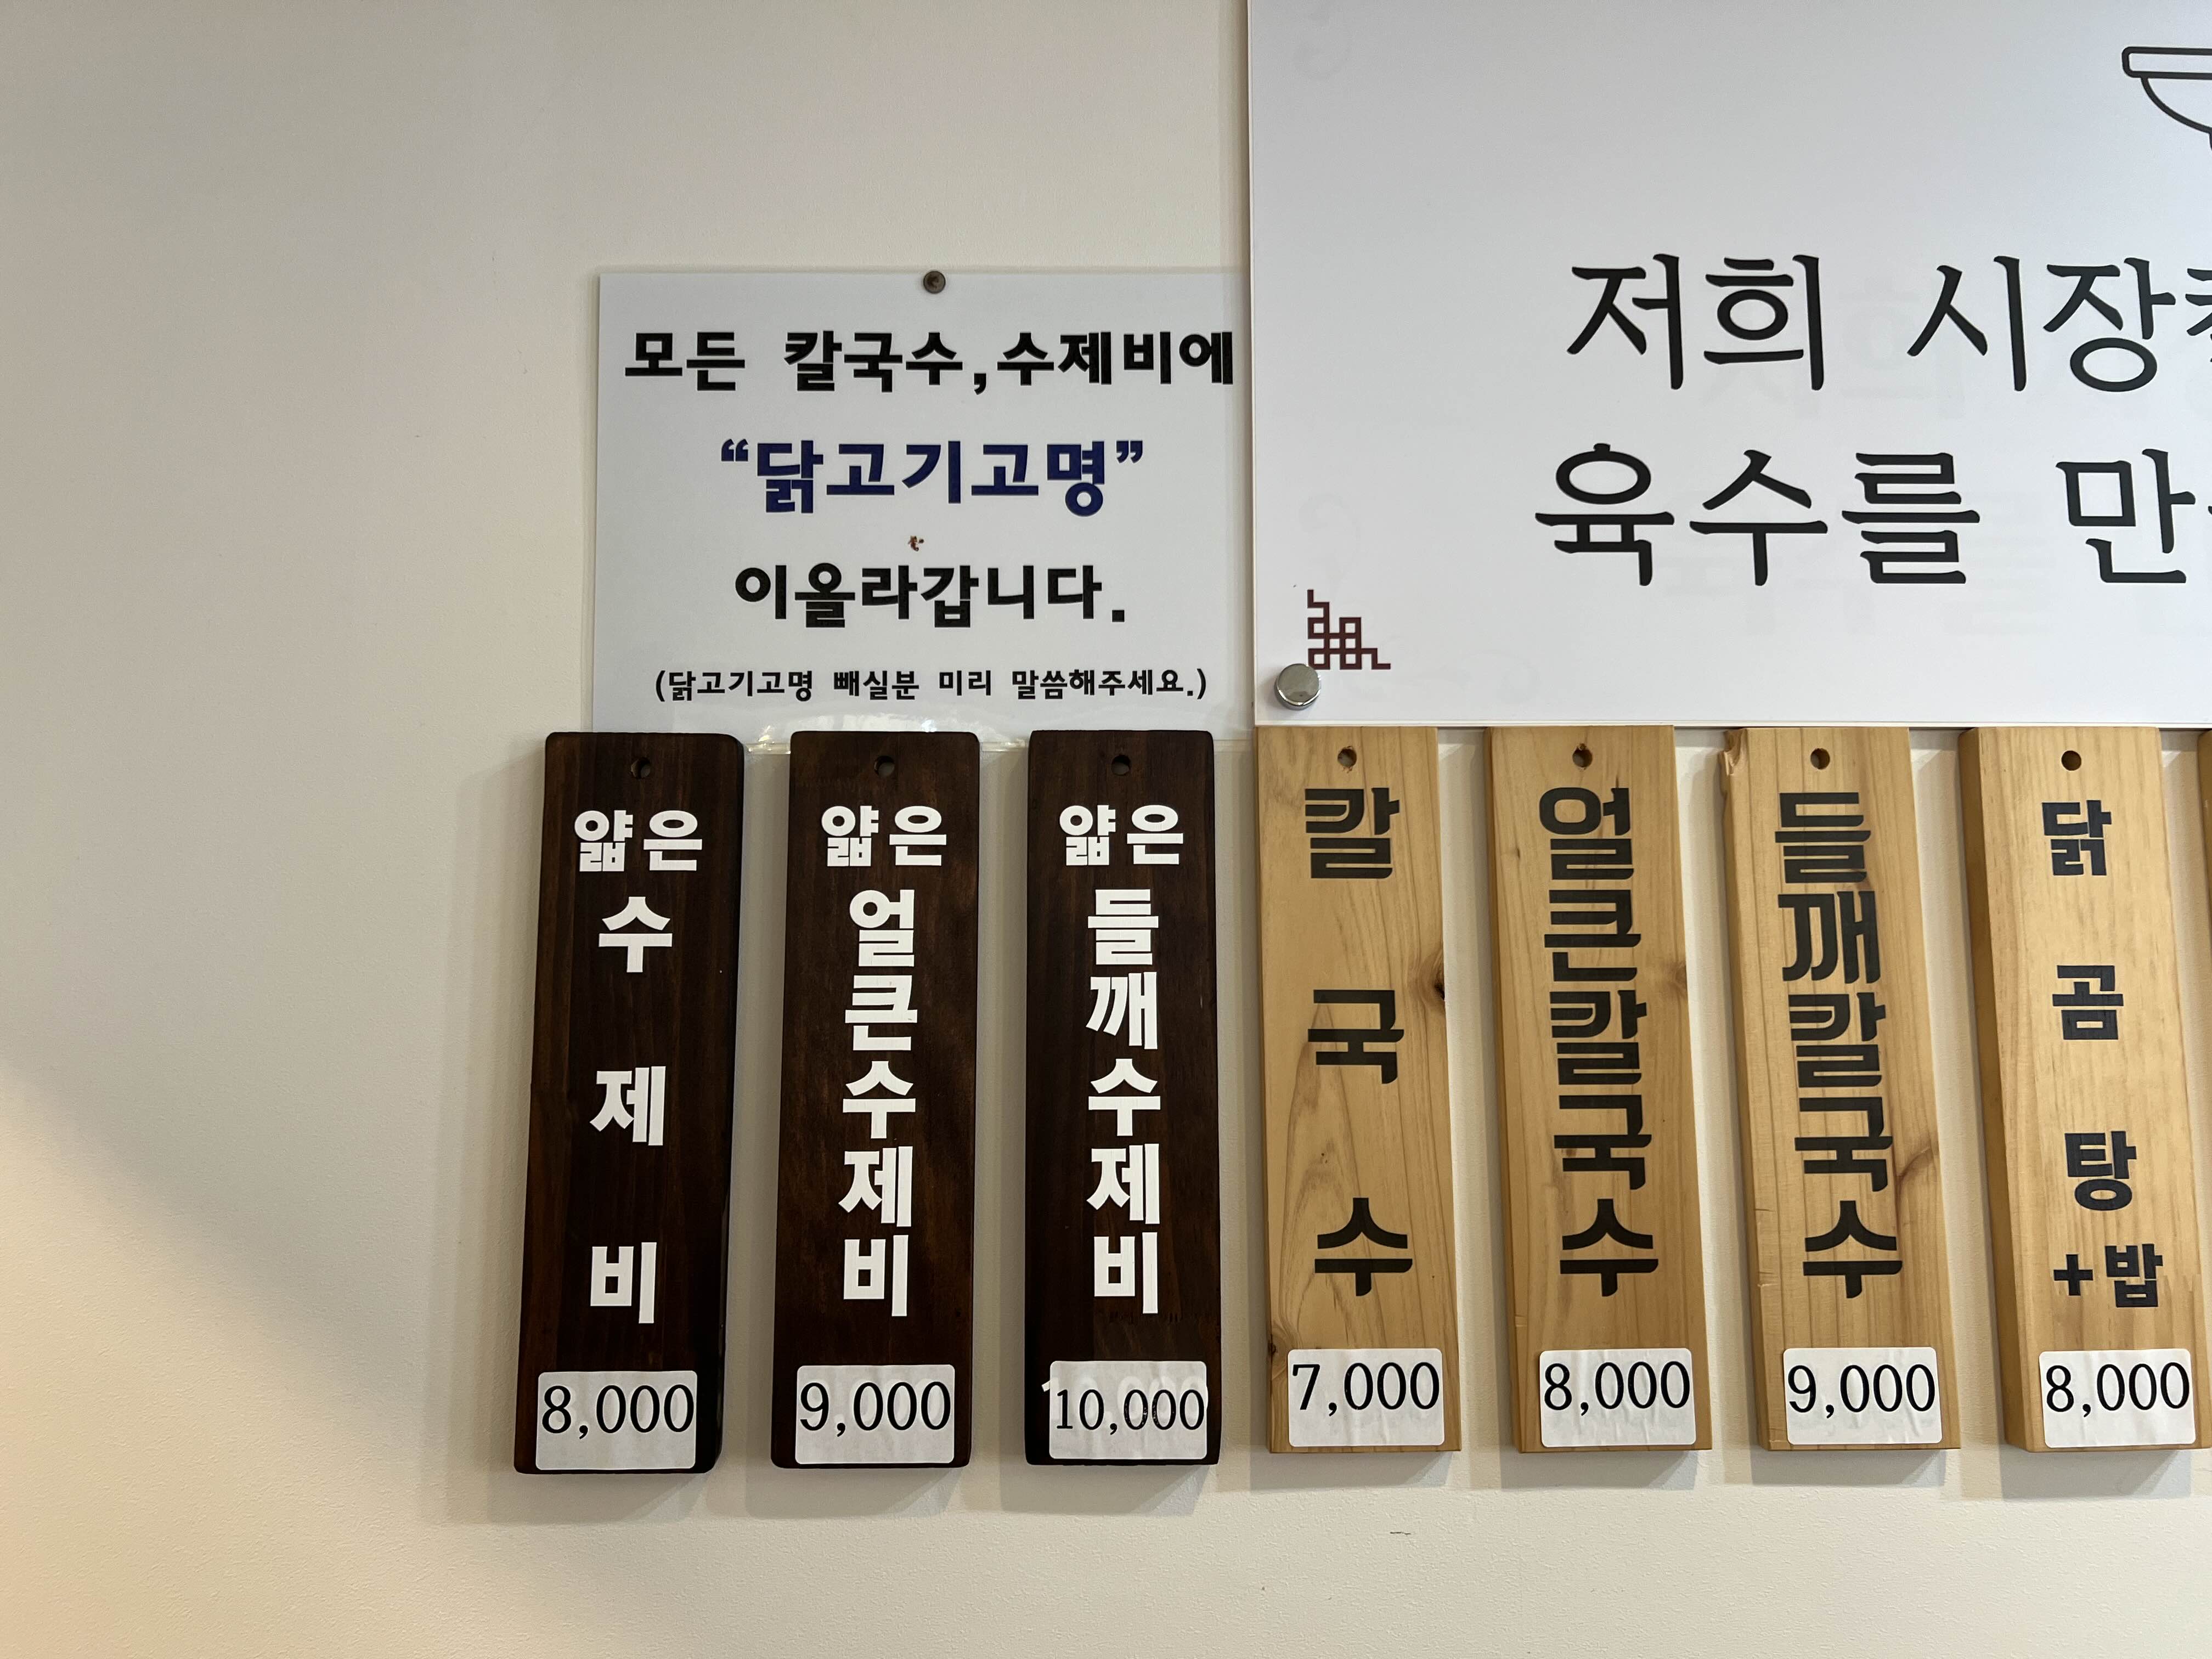 모든 칼국수,수제비에
“닭고기고명”
이올라갑니다.
(닭고기고명 빼실분 미리 말씀해주세요.)
저희 시장
육수를
얇은
수제비
8,000
얇은
얼큰수제비
9,000
얇은
들깨수제비
10,000
칼국수
7,000
얼큰칼국수
8,000
들깨칼국수
9,000
닭곰탕
+밥
8,000